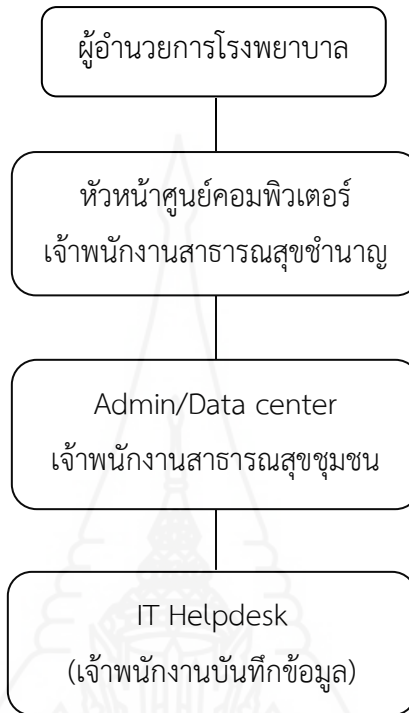 ผู้อำนวยการโรงพยาบาล
หัวหน้าศูนย์คอมพิวเตอร์
เจ้าพนักงานสาธารณสุขชำนาญ
Admin/Data center
เจ้าพนักงานสาธารณสุขชุมชน
IT Helpdesk
(เจ้าพนักงานบันทึกข้อมูล)